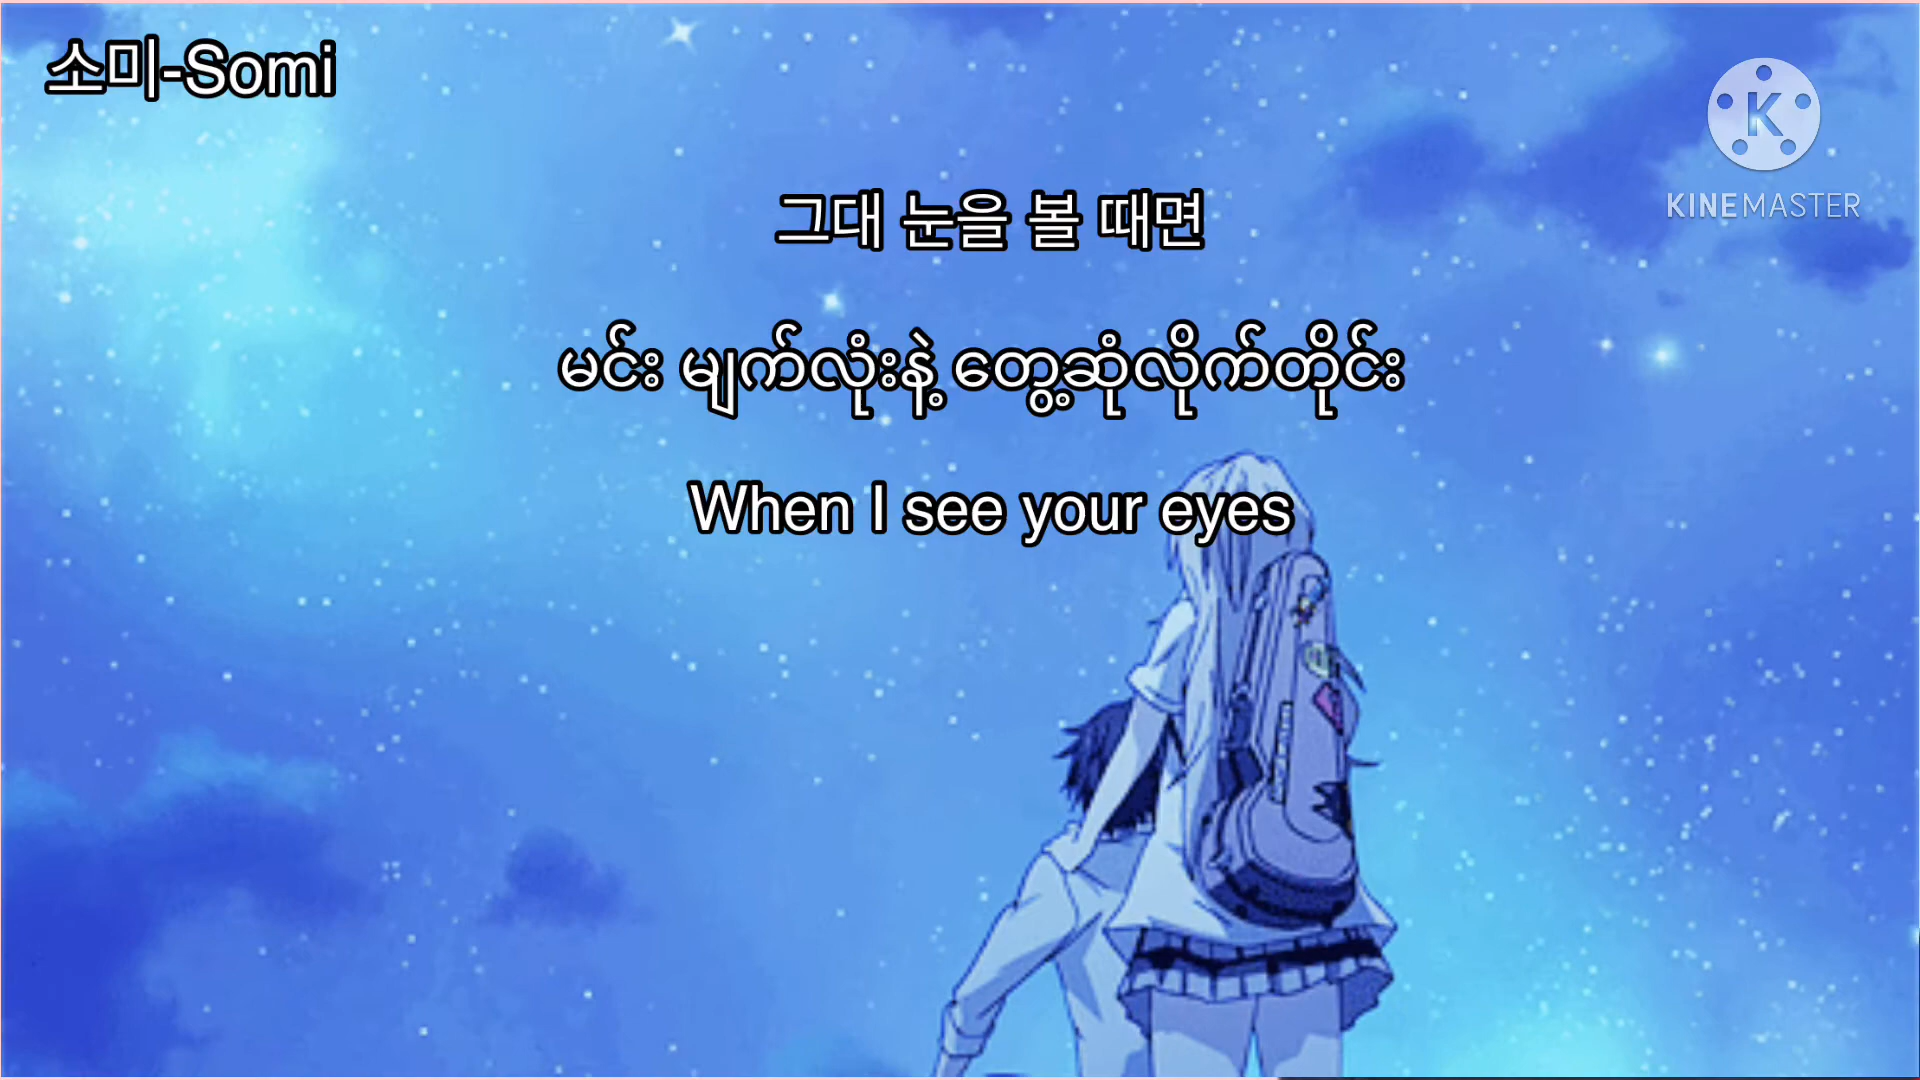 소미-Somi
K
KINEMASTER
그대 눈을 볼 때면
မင်း မျက်လုံးနဲ့ တွေ့ဆုံလိုက်တိုင်း
When I see your eyes